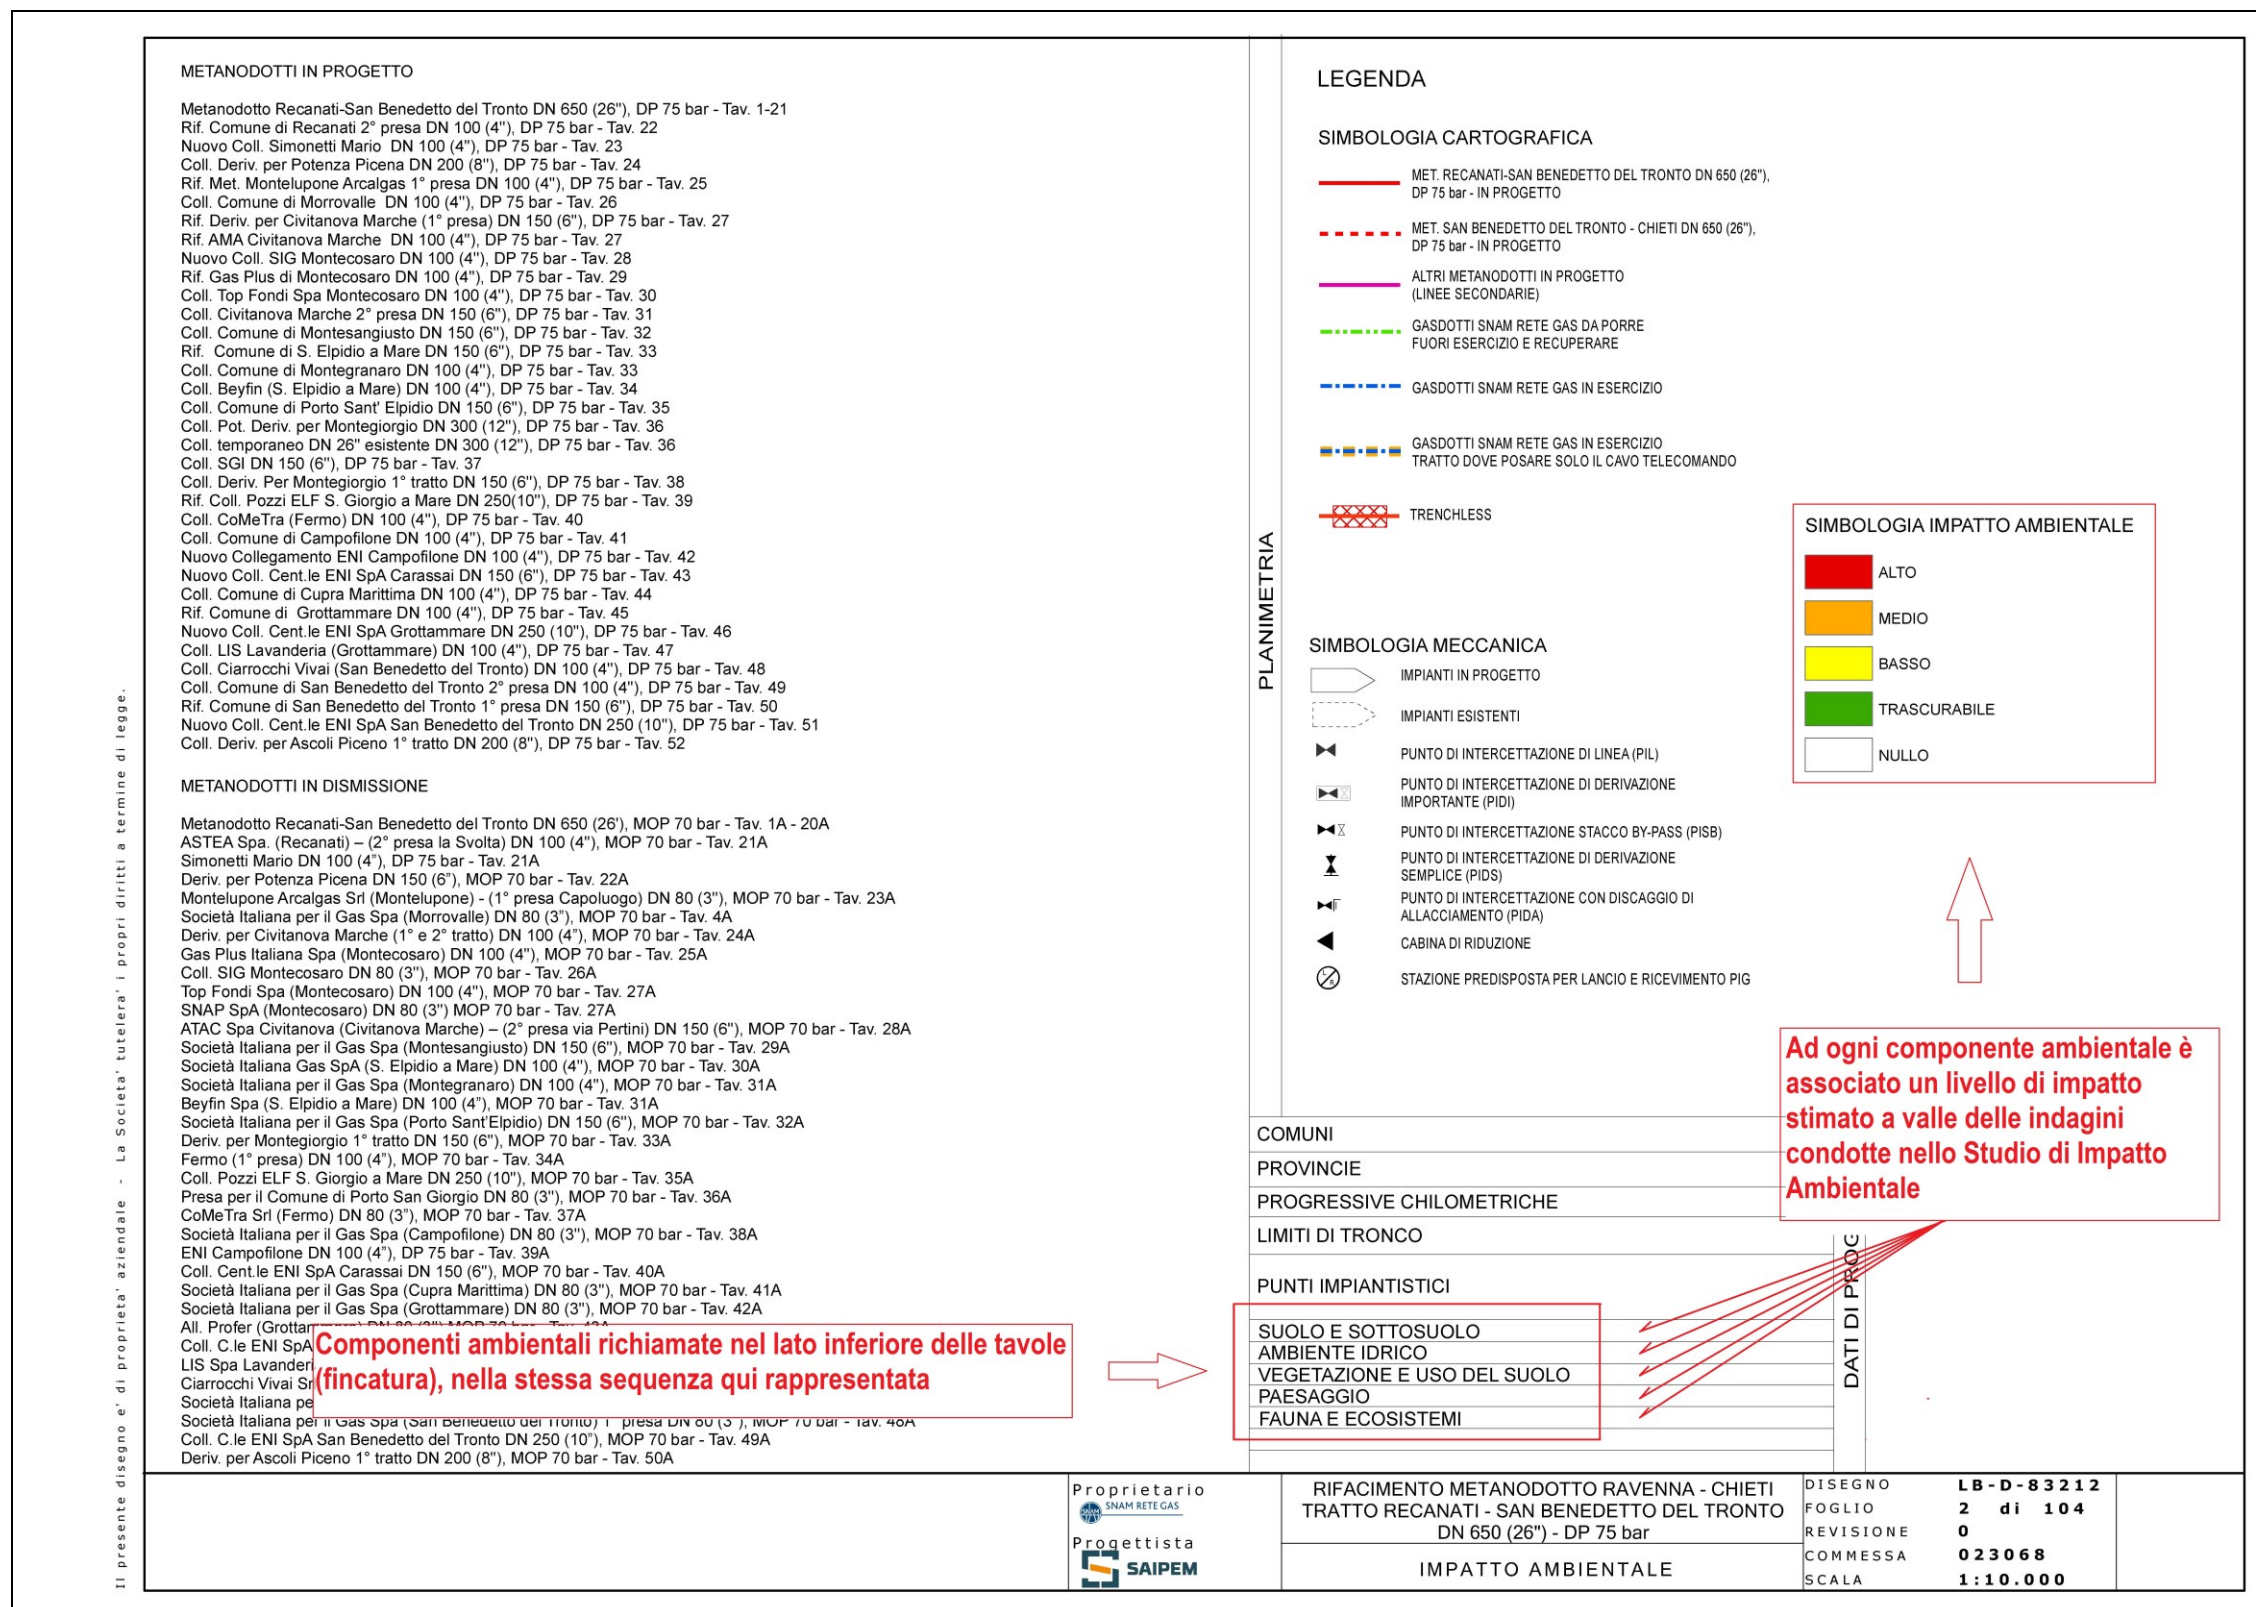 METANODOTTI IN PROGETTO
Metanodotto Recanati-San Benedetto del Tronto DN 650 (26"), DP 75 bar - Tav. 1-21
Rif. Comune di Recanati 2° presa DN 100 (4"), DP 75 bar - Tav. 22
Nuovo Coll. Simonetti Mario  DN 100 (4"), DP 75 bar - Tav. 23
Coll. Deriv. per Potenza Picena DN 200 (8"), DP 75 bar - Tav. 24
Rif. Met. Montelupone Arcalgas 1° presa DN 100 (4"), DP 75 bar - Tav. 25
Coll. Comune di Morrovalle  DN 100 (4"), DP 75 bar - Tav. 26
Rif. Deriv. per Civitanova Marche (1° presa) DN 150 (6"), DP 75 bar - Tav. 27
Rif. AMA Civitanova Marche  DN 100 (4"), DP 75 bar - Tav. 27
Nuovo Coll. SIG Montecosaro DN 100 (4"), DP 75 bar - Tav. 28
Rif. Gas Plus di Montecosaro DN 100 (4"), DP 75 bar - Tav. 29
Coll. Top Fondi Spa Montecosaro DN 100 (4"), DP 75 bar - Tav. 30
Coll. Civitanova Marche 2° presa DN 150 (6"), DP 75 bar - Tav. 31
Coll. Comune di Montesangiusto DN 150 (6"), DP 75 bar - Tav. 32
Rif.  Comune di S. Elpidio a Mare DN 150 (6"), DP 75 bar - Tav. 33
Coll. Comune di Montegranaro DN 100 (4"), DP 75 bar - Tav. 33
Coll. Beyfin (S. Elpidio a Mare) DN 100 (4"), DP 75 bar - Tav. 34
Coll. Comune di Porto Sant' Elpidio DN 150 (6"), DP 75 bar - Tav. 35
Coll. Pot. Deriv. per Montegiorgio DN 300 (12"), DP 75 bar - Tav. 36
Coll. temporaneo DN 26" esistente DN 300 (12"), DP 75 bar - Tav. 36
Coll. SGI DN 150 (6"), DP 75 bar - Tav. 37
Coll. Deriv. Per Montegiorgio 1° tratto DN 150 (6"), DP 75 bar - Tav. 38
Rif. Coll. Pozzi ELF S. Giorgio a Mare DN 250(10"), DP 75 bar - Tav. 39
Coll. CoMeTra (Fermo) DN 100 (4"), DP 75 bar - Tav. 40
Coll. Comune di Campofilone DN 100 (4"), DP 75 bar - Tav. 41
Nuovo Collegamento ENI Campofilone DN 100 (4"), DP 75 bar - Tav. 42
Nuovo Coll. Cent.le ENI SpA Carassai DN 150 (6"), DP 75 bar - Tav. 43
Coll. Comune di Cupra Marittima DN 100 (4"), DP 75 bar - Tav. 44
Rif. Comune di  Grottammare DN 100 (4"), DP 75 bar - Tav. 45
Nuovo Coll. Cent.le ENI SpA Grottammare DN 250 (10"), DP 75 bar - Tav. 46
Coll. LIS Lavanderia (Grottammare) DN 100 (4"), DP 75 bar - Tav. 47
Coll. Ciarrocchi Vivai (San Benedetto del Tronto) DN 100 (4"), DP 75 bar - Tav. 48
Coll. Comune di San Benedetto del Tronto 2° presa DN 100 (4"), DP 75 bar - Tav. 49
Rif. Comune di San Benedetto del Tronto 1° presa DN 150 (6"), DP 75 bar - Tav. 50
Nuovo Coll. Cent.le ENI SpA San Benedetto del Tronto DN 250 (10"), DP 75 bar - Tav. 51
Coll. Deriv. per Ascoli Piceno 1° tratto DN 200 (8"), DP 75 bar - Tav. 52
METANODOTTI IN DISMISSIONE
Metanodotto Recanati-San Benedetto del Tronto DN 650 (26'), MOP 70 bar - Tav. 1A - 20A
ASTEA Spa. (Recanati) – (2° presa la Svolta) DN 100 (4"), MOP 70 bar - Tav. 21A
Simonetti Mario DN 100 (4”), DP 75 bar - Tav. 21A
Deriv. per Potenza Picena DN 150 (6”), MOP 70 bar - Tav. 22A
Montelupone Arcalgas Srl (Montelupone) - (1° presa Capoluogo) DN 80 (3"), MOP 70 bar - Tav. 23A
Società Italiana per il Gas Spa (Morrovalle) DN 80 (3”), MOP 70 bar - Tav. 4A
Deriv. per Civitanova Marche (1° e 2° tratto) DN 100 (4”), MOP 70 bar - Tav. 24A
Gas Plus Italiana Spa (Montecosaro) DN 100 (4"), MOP 70 bar - Tav. 25A
Coll. SIG Montecosaro DN 80 (3”), MOP 70 bar - Tav. 26A
Top Fondi Spa (Montecosaro) DN 100 (4"), MOP 70 bar - Tav. 27A
SNAP SpA (Montecosaro) DN 80 (3”) MOP 70 bar - Tav. 27A
ATAC Spa Civitanova (Civitanova Marche) – (2° presa via Pertini) DN 150 (6"), MOP 70 bar - Tav. 28A
Società Italiana per il Gas Spa (Montesangiusto) DN 150 (6"), MOP 70 bar - Tav. 29A
Società Italiana Gas SpA (S. Elpidio a Mare) DN 100 (4"), MOP 70 bar - Tav. 30A
Società Italiana per il Gas Spa (Montegranaro) DN 100 (4"), MOP 70 bar - Tav. 31A
Beyfin Spa (S. Elpidio a Mare) DN 100 (4”), MOP 70 bar - Tav. 31A
Società Italiana per il Gas Spa (Porto Sant’Elpidio) DN 150 (6"), MOP 70 bar - Tav. 32A
Deriv. per Montegiorgio 1° tratto DN 150 (6"), MOP 70 bar - Tav. 33A
Fermo (1° presa) DN 100 (4”), MOP 70 bar - Tav. 34A
Coll. Pozzi ELF S. Giorgio a Mare DN 250 (10"), MOP 70 bar - Tav. 35A
Presa per il Comune di Porto San Giorgio DN 80 (3"), MOP 70 bar - Tav. 36A
CoMeTra Srl (Fermo) DN 80 (3”), MOP 70 bar - Tav. 37A
Società Italiana per il Gas Spa (Campofilone) DN 80 (3"), MOP 70 bar - Tav. 38A
ENI Campofilone DN 100 (4”), DP 75 bar - Tav. 39A
Coll. Cent.le ENI SpA Carassai DN 150 (6"), MOP 70 bar - Tav. 40A
Società Italiana per il Gas Spa (Cupra Marittima) DN 80 (3"), MOP 70 bar - Tav. 41A
Società Italiana per il Gas Spa (Grottammare) DN 80 (3"), MOP 70 bar - Tav. 42A
All. Profer (Grottammare) DN 80 (3") MOP 70 bar - Tav. 43A
Coll. C.le ENI SpA
LIS Spa Lavanderi
Ciarrocchi Vivai Sr
Società Italiana pe
Società Italiana per il Gas Spa (San Benedetto del Tronto) 1° presa DN 80 (3"), MOP 70 bar - Tav. 48A
Coll. C.le ENI SpA San Benedetto del Tronto DN 250 (10"), MOP 70 bar - Tav. 49A
Deriv. per Ascoli Piceno 1° tratto DN 200 (8"), MOP 70 bar - Tav. 50A
Componenti ambientali richiamate nel lato inferiore delle tavole
(fincatura), nella stessa sequenza qui rappresentata
Il presente disegno e' di proprieta' aziendale - La Societa' tutelera' i propri diritti a termine di legge.
PLANIMETRIA
LEGENDA
SIMBOLOGIA CARTOGRAFICA
MET. RECANATI-SAN BENEDETTO DEL TRONTO DN 650 (26"),
DP 75 bar - IN PROGETTO
MET. SAN BENEDETTO DEL TRONTO - CHIETI DN 650 (26"),
DP 75 bar - IN PROGETTO
ALTRI METANODOTTI IN PROGETTO
(LINEE SECONDARIE)
GASDOTTI SNAM RETE GAS DA PORRE
FUORI ESERCIZIO E RECUPERARE
GASDOTTI SNAM RETE GAS IN ESERCIZIO
GASDOTTI SNAM RETE GAS IN ESERCIZIO
TRATTO DOVE POSARE SOLO IL CAVO TELECOMANDO
TRENCHLESS
SIMBOLOGIA IMPATTO AMBIENTALE
ALTO
MEDIO
BASSO
TRASCURABILE
NULLO
SIMBOLOGIA MECCANICA
IMPIANTI IN PROGETTO
IMPIANTI ESISTENTI
PUNTO DI INTERCETTAZIONE DI LINEA (PIL)
PUNTO DI INTERCETTAZIONE DI DERIVAZIONE
IMPORTANTE (PIDI)
PUNTO DI INTERCETTAZIONE STACCO BY-PASS (PISB)
PUNTO DI INTERCETTAZIONE DI DERIVAZIONE
SEMPLICE (PIDS)
PUNTO DI INTERCETTAZIONE CON DISCAGGIO DI
ALLACCIAMENTO (PIDA)
CABINA DI RIDUZIONE
STAZIONE PREDISPOSTA PER LANCIO E RICEVIMENTO PIG
Ad ogni componente ambientale è
associato un livello di impatto
stimato a valle delle indagini
condotte nello Studio di Impatto
Ambientale
COMUNI
PROVINCIE
PROGRESSIVE CHILOMETRICHE
LIMITI DI TRONCO
PUNTI IMPIANTISTICI
SUOLO E SOTTOSUOLO
AMBIENTE IDRICO
VEGETAZIONE E USO DEL SUOLO
PAESAGGIO
FAUNA E ECOSISTEMI
DATI DI PROG
Proprietario
SNAM RETE GAS
Progettista
SAIPEM
RIFACIMENTO METANODOTTO RAVENNA - CHIETI
TRATTO RECANATI - SAN BENEDETTO DEL TRONTO
DN 650 (26") - DP 75 bar
IMPATTO AMBIENTALE
DISEGNO LB-D-83212
FOGLIO 2 di 104
REVISIONE 0
COMMESSA 023068
SCALA 1:10.000